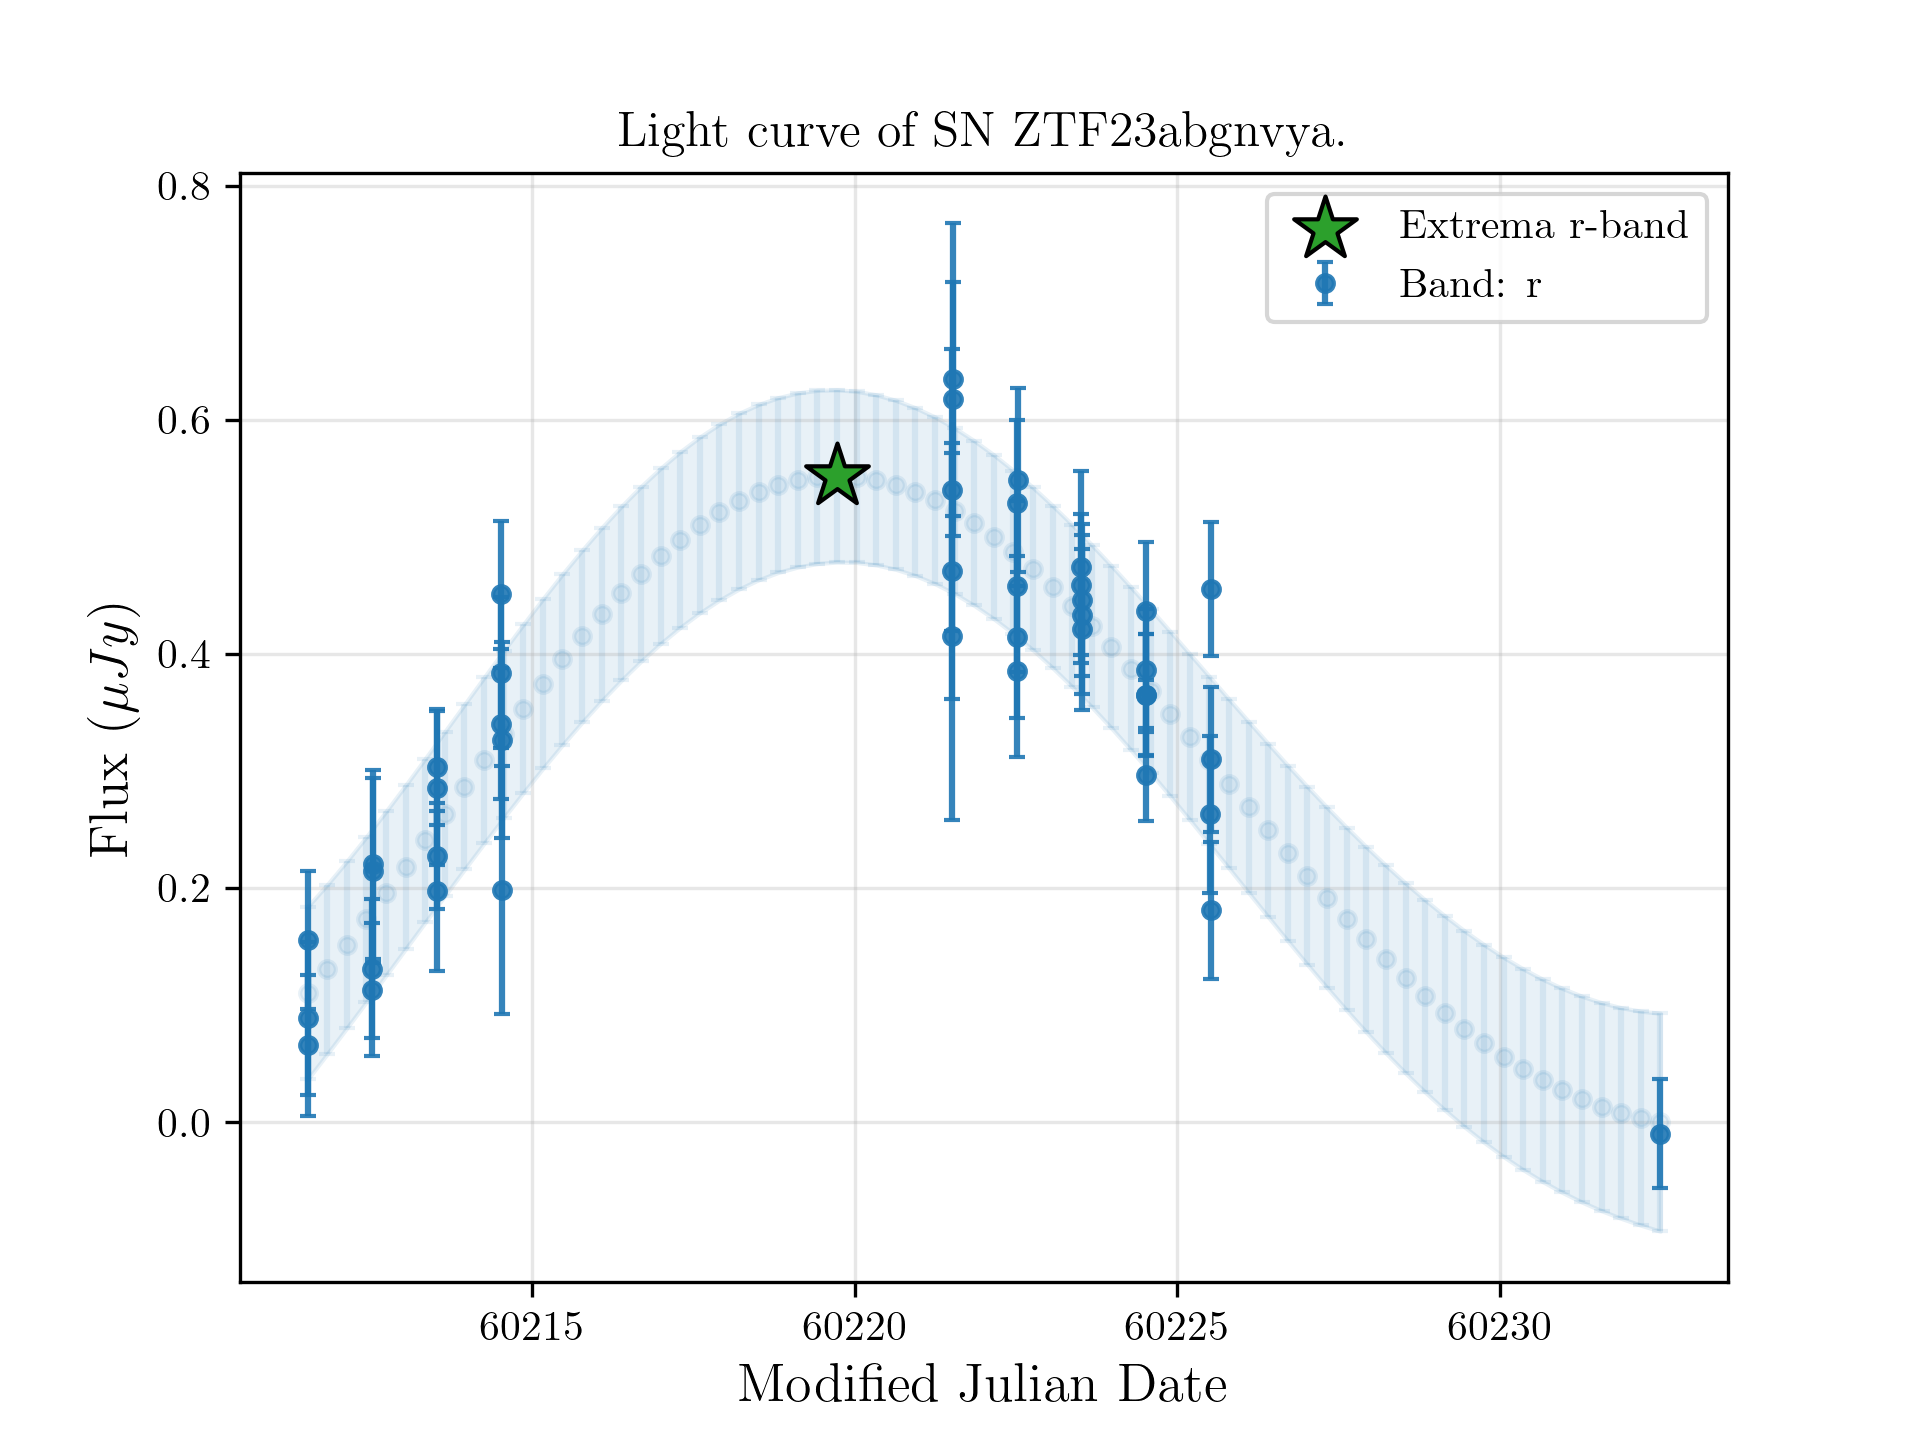 Light curve of SN ZTF23abgnvya.
Extrema r-band
Band: r
0.8
0.6
0.4
0.2
0.0
Flux (μJy)
60215 60220 60225 60230
Modified Julian Date